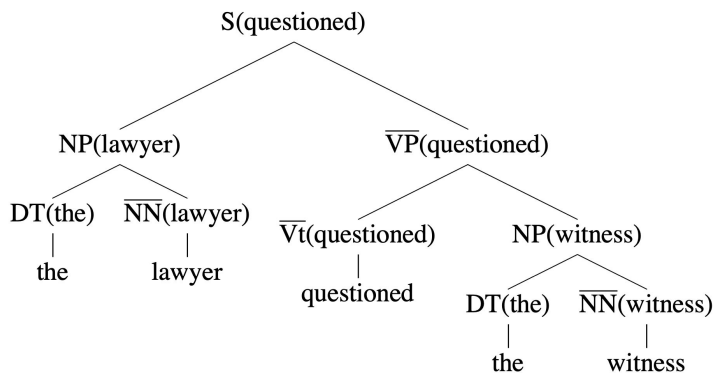 S(questioned)
NP(lawyer) V̅P̅(questioned)
DT(the) N̅N̅(lawyer)
V̅t̅(questioned) NP(witness)
the lawyer
questioned
DT(the) N̅N̅(witness)
the witness